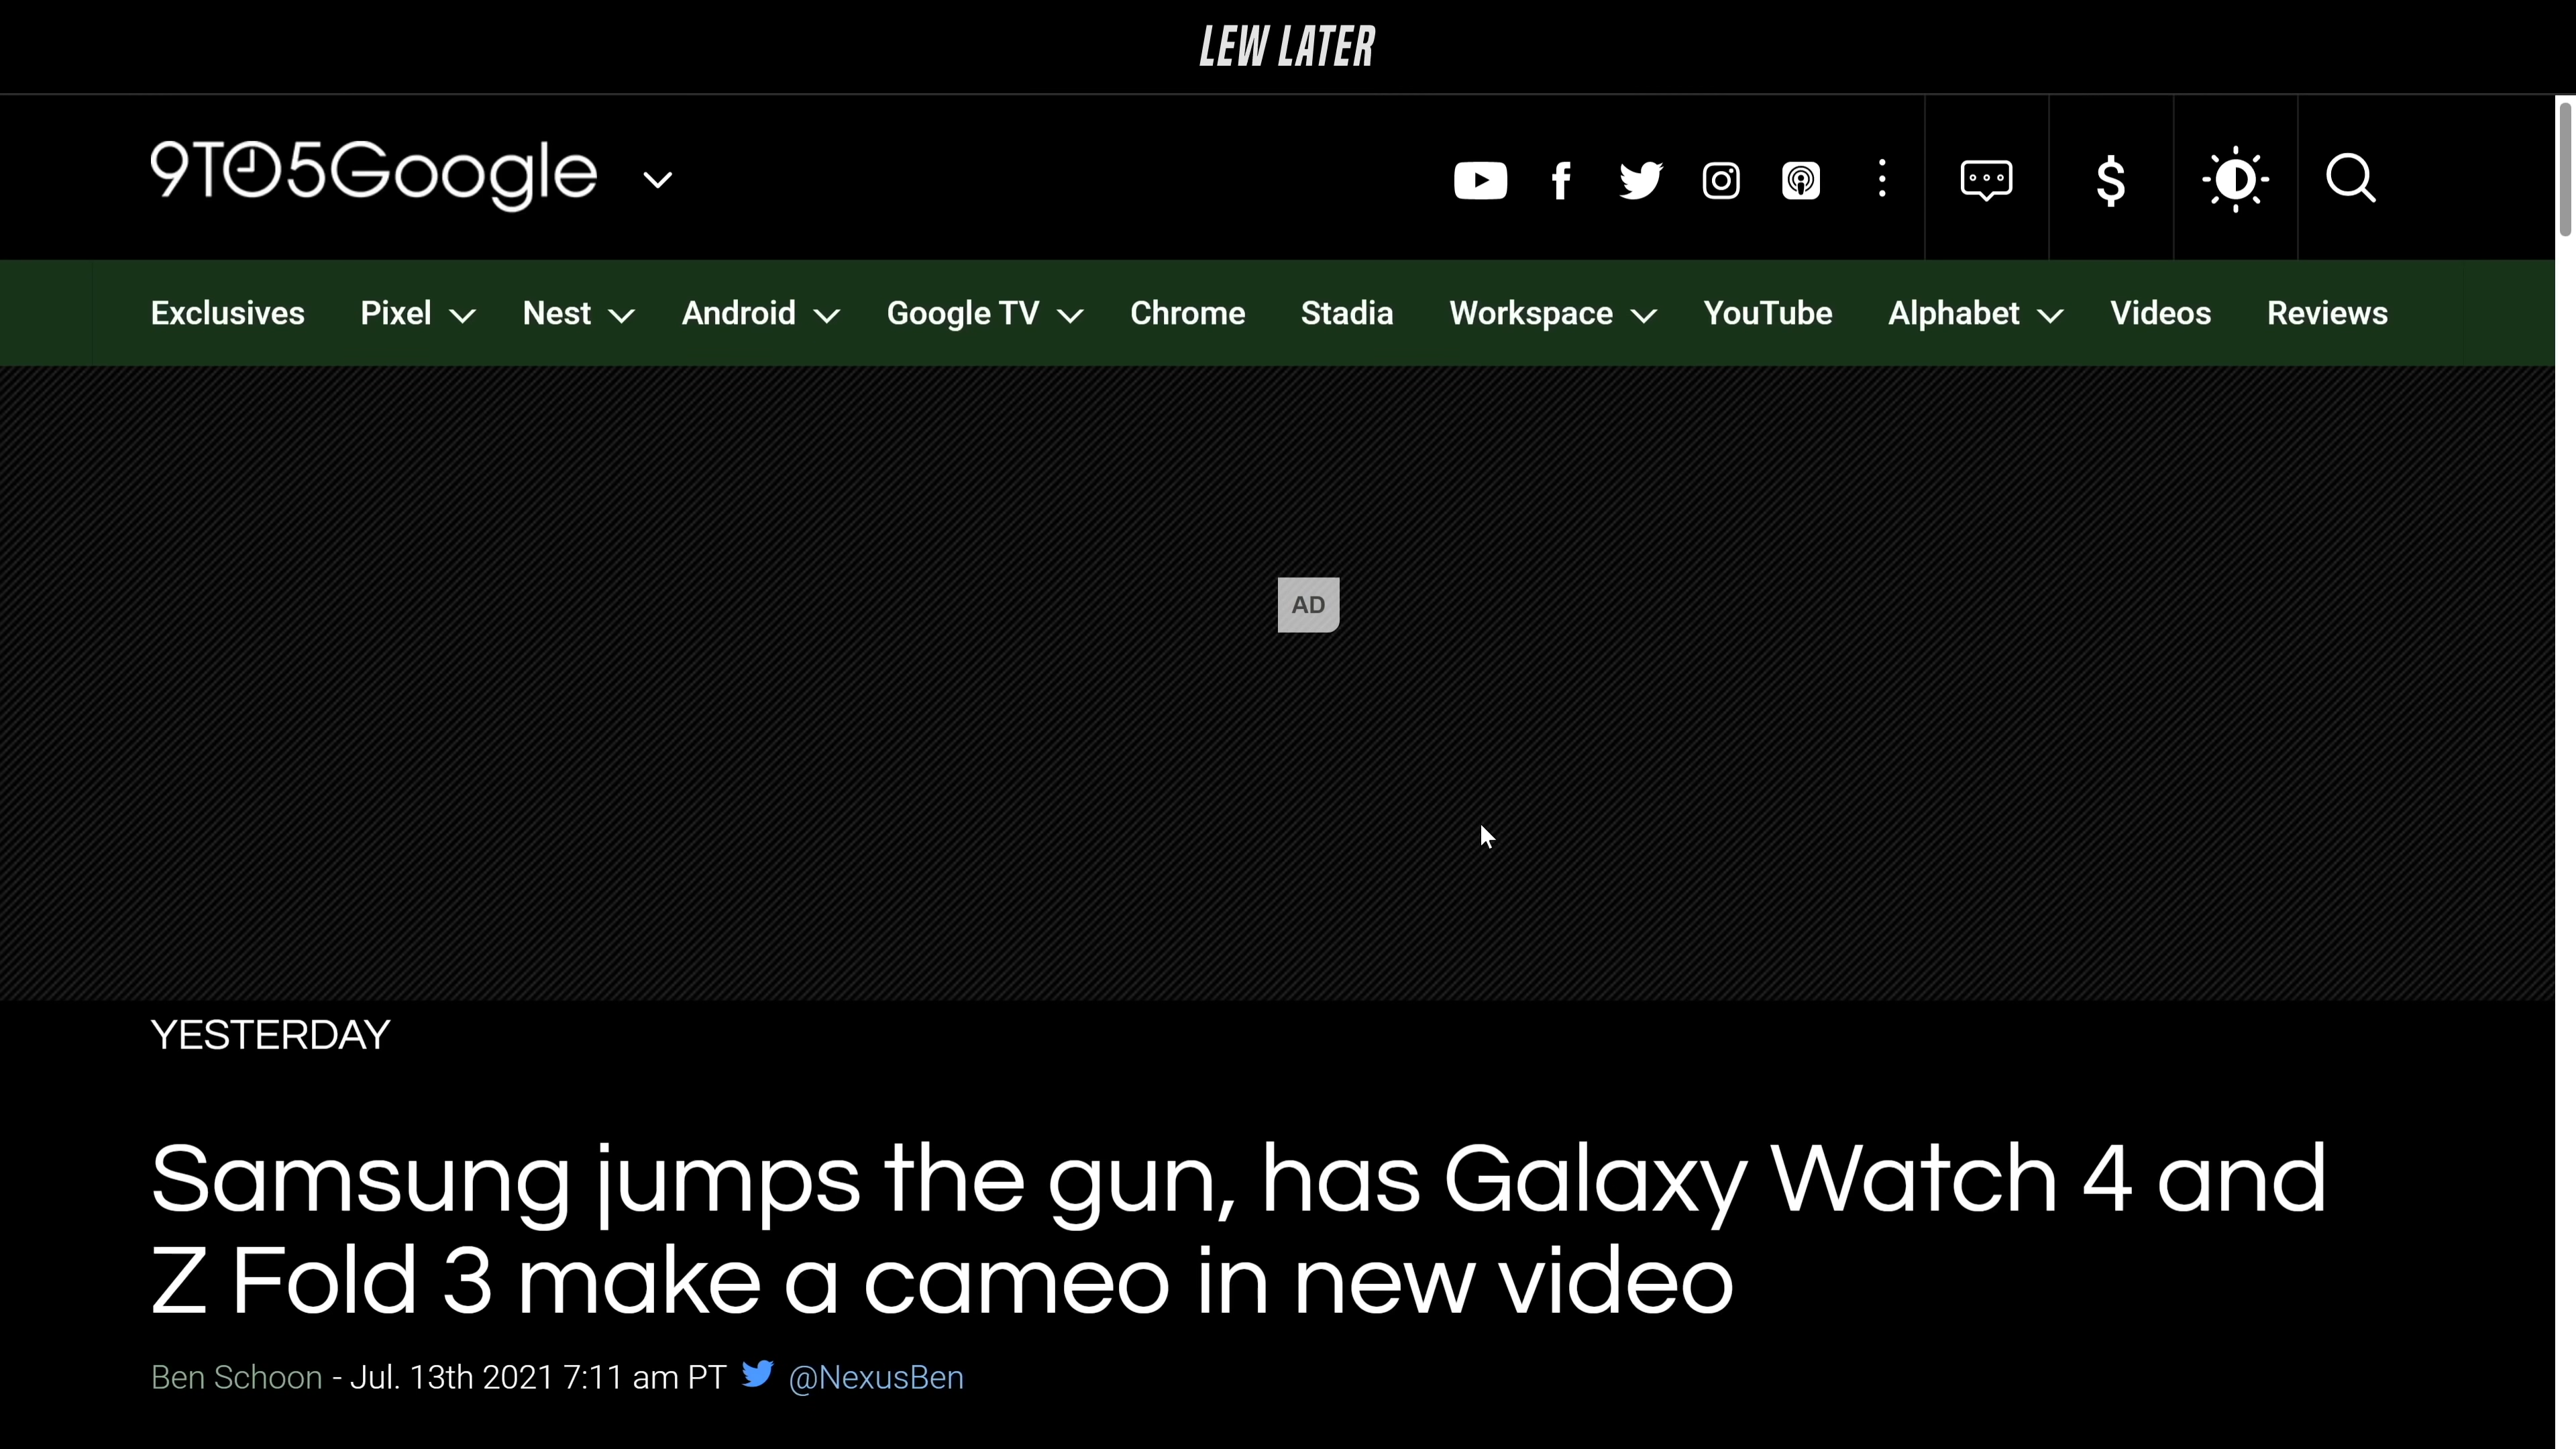 LEW LATER
9TO5Google
Exclusives Pixel Nest Android Google TV Chrome Stadia Workspace YouTube Alphabet Videos Reviews
AD
YESTERDAY
Samsung jumps the gun, has Galaxy Watch 4 and
Z Fold 3 make a cameo in new video
Ben Schoon - Jul. 13th 2021 7:11 am PT @NexusBen